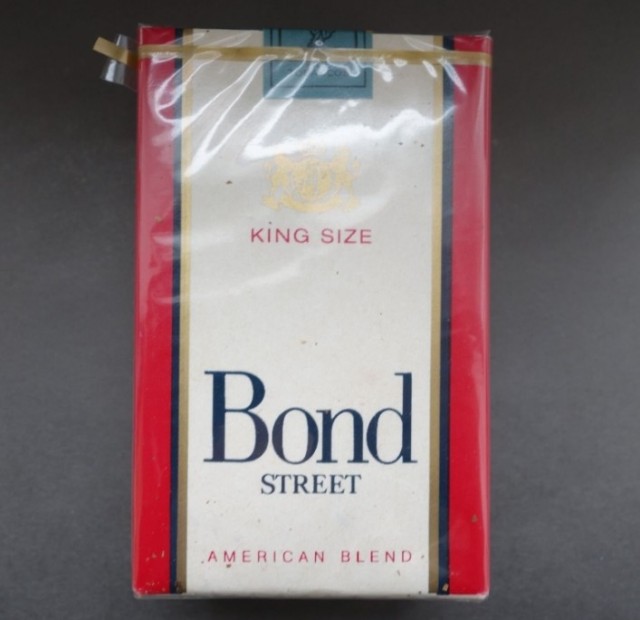 KING SIZE
Bond
STREET
AMERICAN BLEND